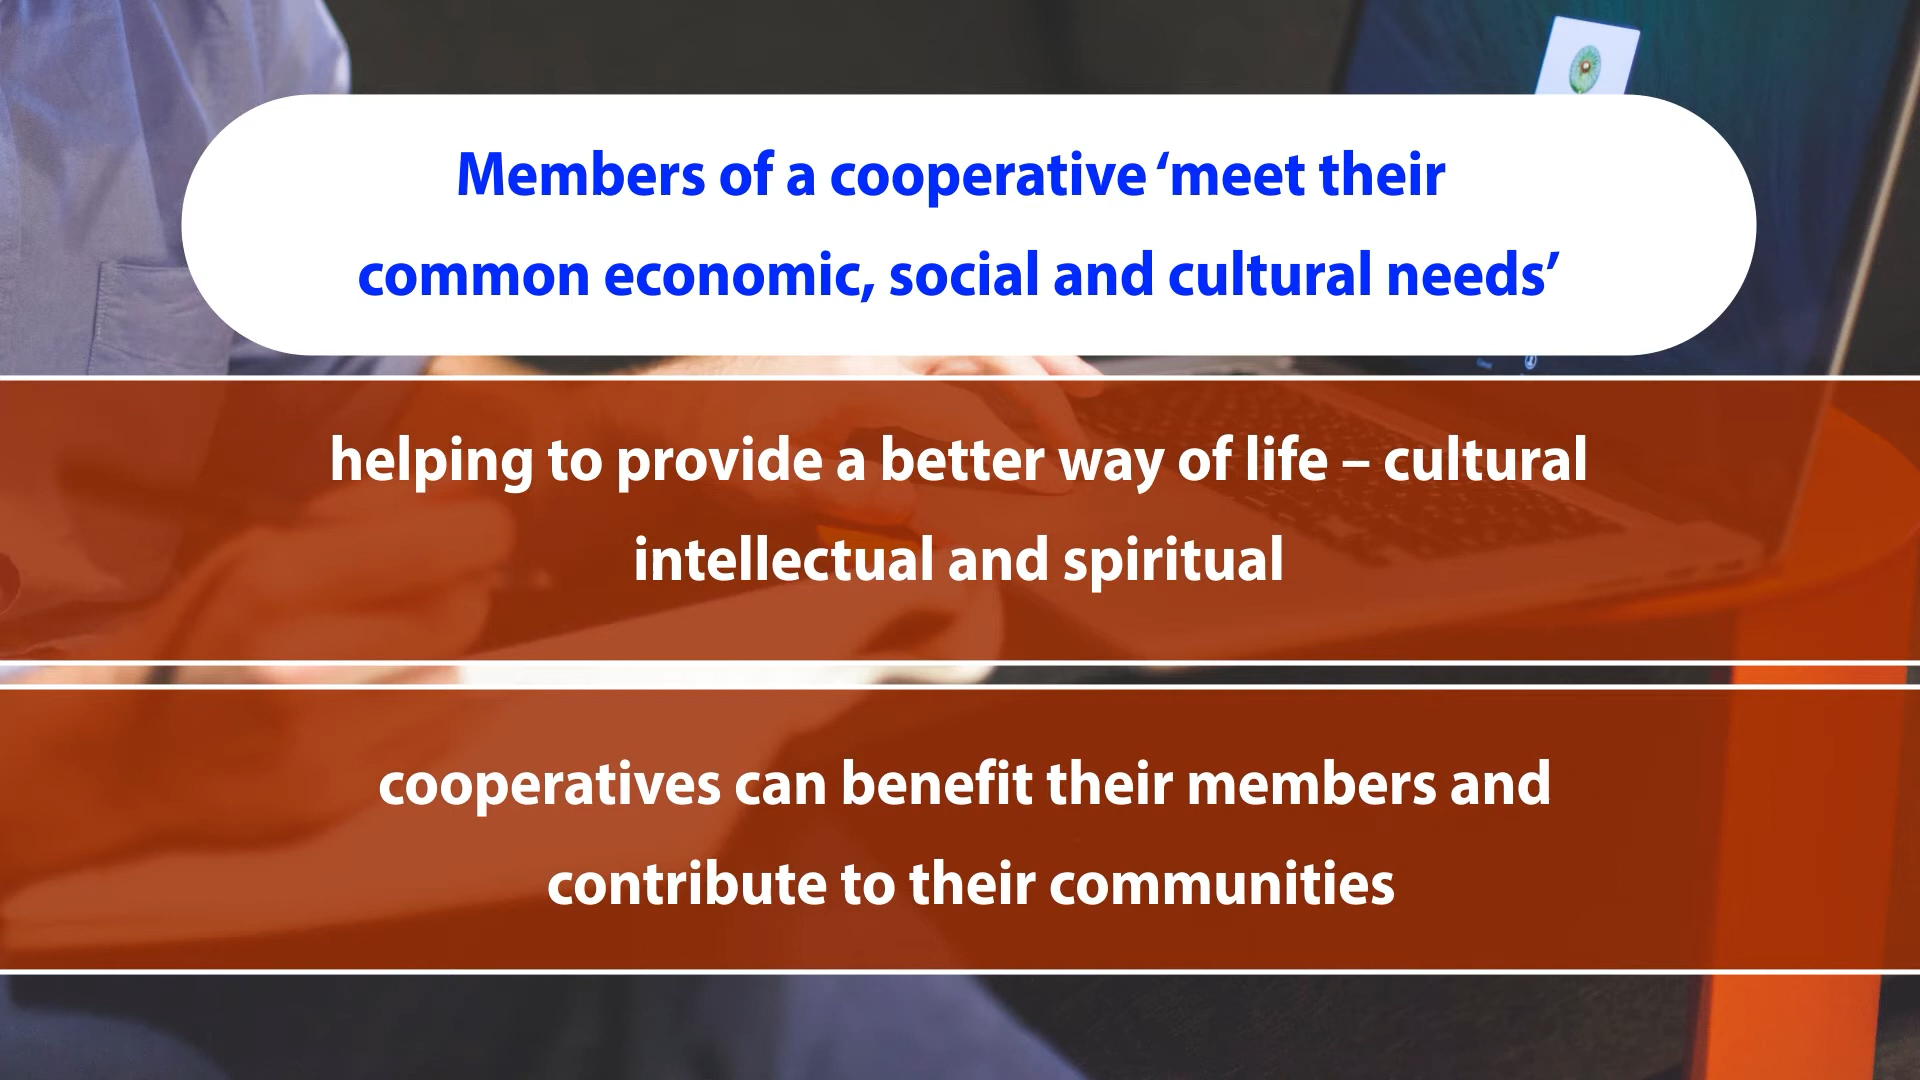 Members of a cooperative ‘meet their
common economic, social and cultural needs’
helping to provide a better way of life – cultural
intellectual and spiritual
cooperatives can benefit their members and
contribute to their communities